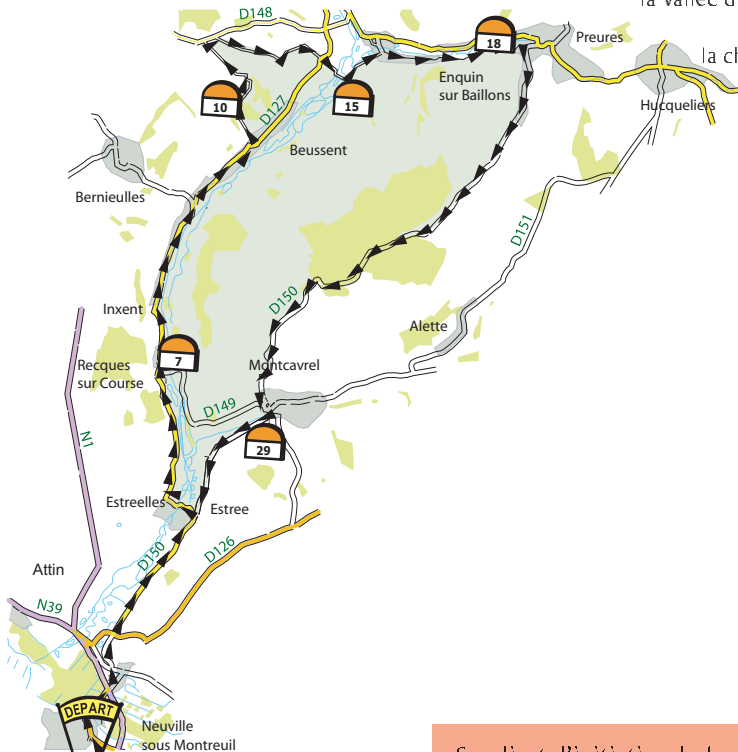 la vallée d
D148
18
Preures
la ch
Enquin
sur Baillons
10
15
Hucqueliers
D127
Beussent
Bernieulles
D151
D150
Inxent
Alette
7
Recques
sur Course
Montcavrel
D149
N1
29
Estreelles
Estree
D150
D126
Attin
N39
DEPART
Neuville
sous Montreuil